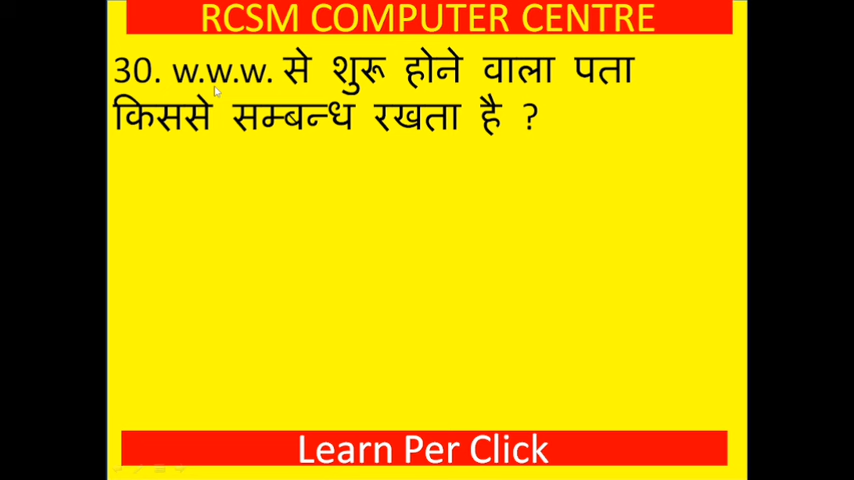 RCSM COMPUTER CENTRE
30. w.w.w. से शुरू होने वाला पता
किससे सम्बन्ध रखता है ?
Learn Per Click